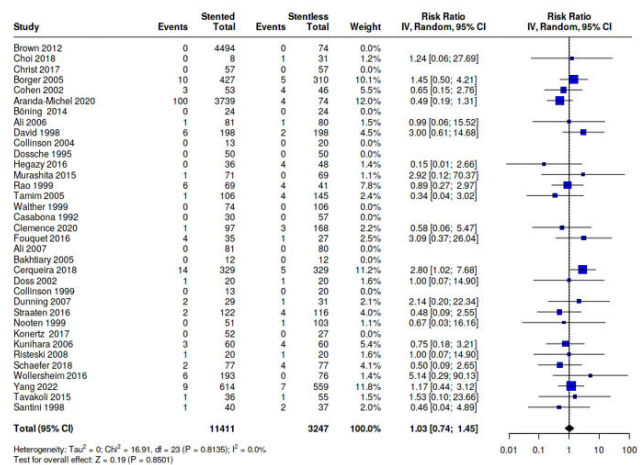 Stented Stentless Risk Ratio Risk Ratio
Study Events Total Events Total Weight IV, Random, 95% CI IV, Random, 95% CI
Brown 2012 0 4494 0 74 0.0%
Choi 2018 0 8 1 31 1.2% 1.24 [0.06; 27.69]
Christ 2017 0 57 0 57 0.0%
Borger 2005 10 427 5 310 11.6% 1.45 [0.50; 4.21]
Cohen 2002 3 53 4 46 6.3% 0.65 [0.15; 2.76]
Aranda-Michel 2020 100 3739 4 74 12.0% 0.49 [0.19; 1.31]
Böning 2014 0 24 0 24 0.0%
Ali 2006 1 81 1 80 1.8% 0.99 [0.06; 15.52]
David 1998 6 198 2 198 6.6% 3.00 [0.61; 14.68]
Collinson 2004 0 13 0 20 0.0%
Dossche 1995 0 50 0 50 0.0%
Hegazy 2016 0 36 4 48 1.8% 0.15 [0.01; 2.66]
Murashita 2015 1 71 0 69 1.9% 2.92 [0.12; 70.37]
Rao 1999 6 69 4 41 7.8% 0.89 [0.27; 2.97]
Tamim 2005 1 106 4 145 2.2% 0.34 [0.04; 3.02]
Walther 1999 0 74 0 106 0.0%
Casabona 1992 0 30 0 57 0.0%
Clemence 2020 1 97 3 168 2.2% 0.58 [0.06; 5.47]
Fouquet 2016 4 35 1 27 3.3% 3.09 [0.37; 26.04]
Ali 2007 0 81 0 80 0.0%
Bakhtiary 2005 0 12 0 12 0.0%
Cerqueira 2018 14 329 5 329 11.2% 2.80 [1.02; 7.68]
Doss 2002 1 20 1 20 1.6% 1.00 [0.07; 14.90]
Collinson 1999 0 13 0 20 0.0%
Dunning 2007 2 29 1 31 2.1% 2.14 [0.20; 22.34]
Straaten 2016 2 122 4 116 4.6% 0.48 [0.09; 2.55]
Nooten 1999 0 51 1 103 0.9% 0.67 [0.03; 16.16]
Konertz 2017 0 52 0 27 0.0%
Kunihara 2006 3 60 4 60 6.1% 0.75 [0.18; 3.21]
Risteski 2008 1 20 1 20 1.6% 1.00 [0.07; 14.90]
Schaefer 2018 2 77 4 77 4.6% 0.50 [0.09; 2.65]
Wollersheim 2016 6 193 0 76 2.0% 5.14 [0.29; 90.13]
Yang 2022 9 614 7 559 11.8% 1.17 [0.44; 3.12]
Tavakoli 2015 1 36 1 55 1.5% 1.53 [0.10; 23.66]
Santini 1998 1 40 2 37 2.1% 0.46 [0.04; 4.89]
Total (95% CI) 11411 3247 100.0% 1.03 [0.74; 1.45]
Heterogeneity: Tau² = 0; Chi² = 16.91, df = 23 (P = 0.8135); I² = 0.0%
Test for overall effect: Z = 0.19 (P = 0.8501)
0.01 0.1 1 10 100